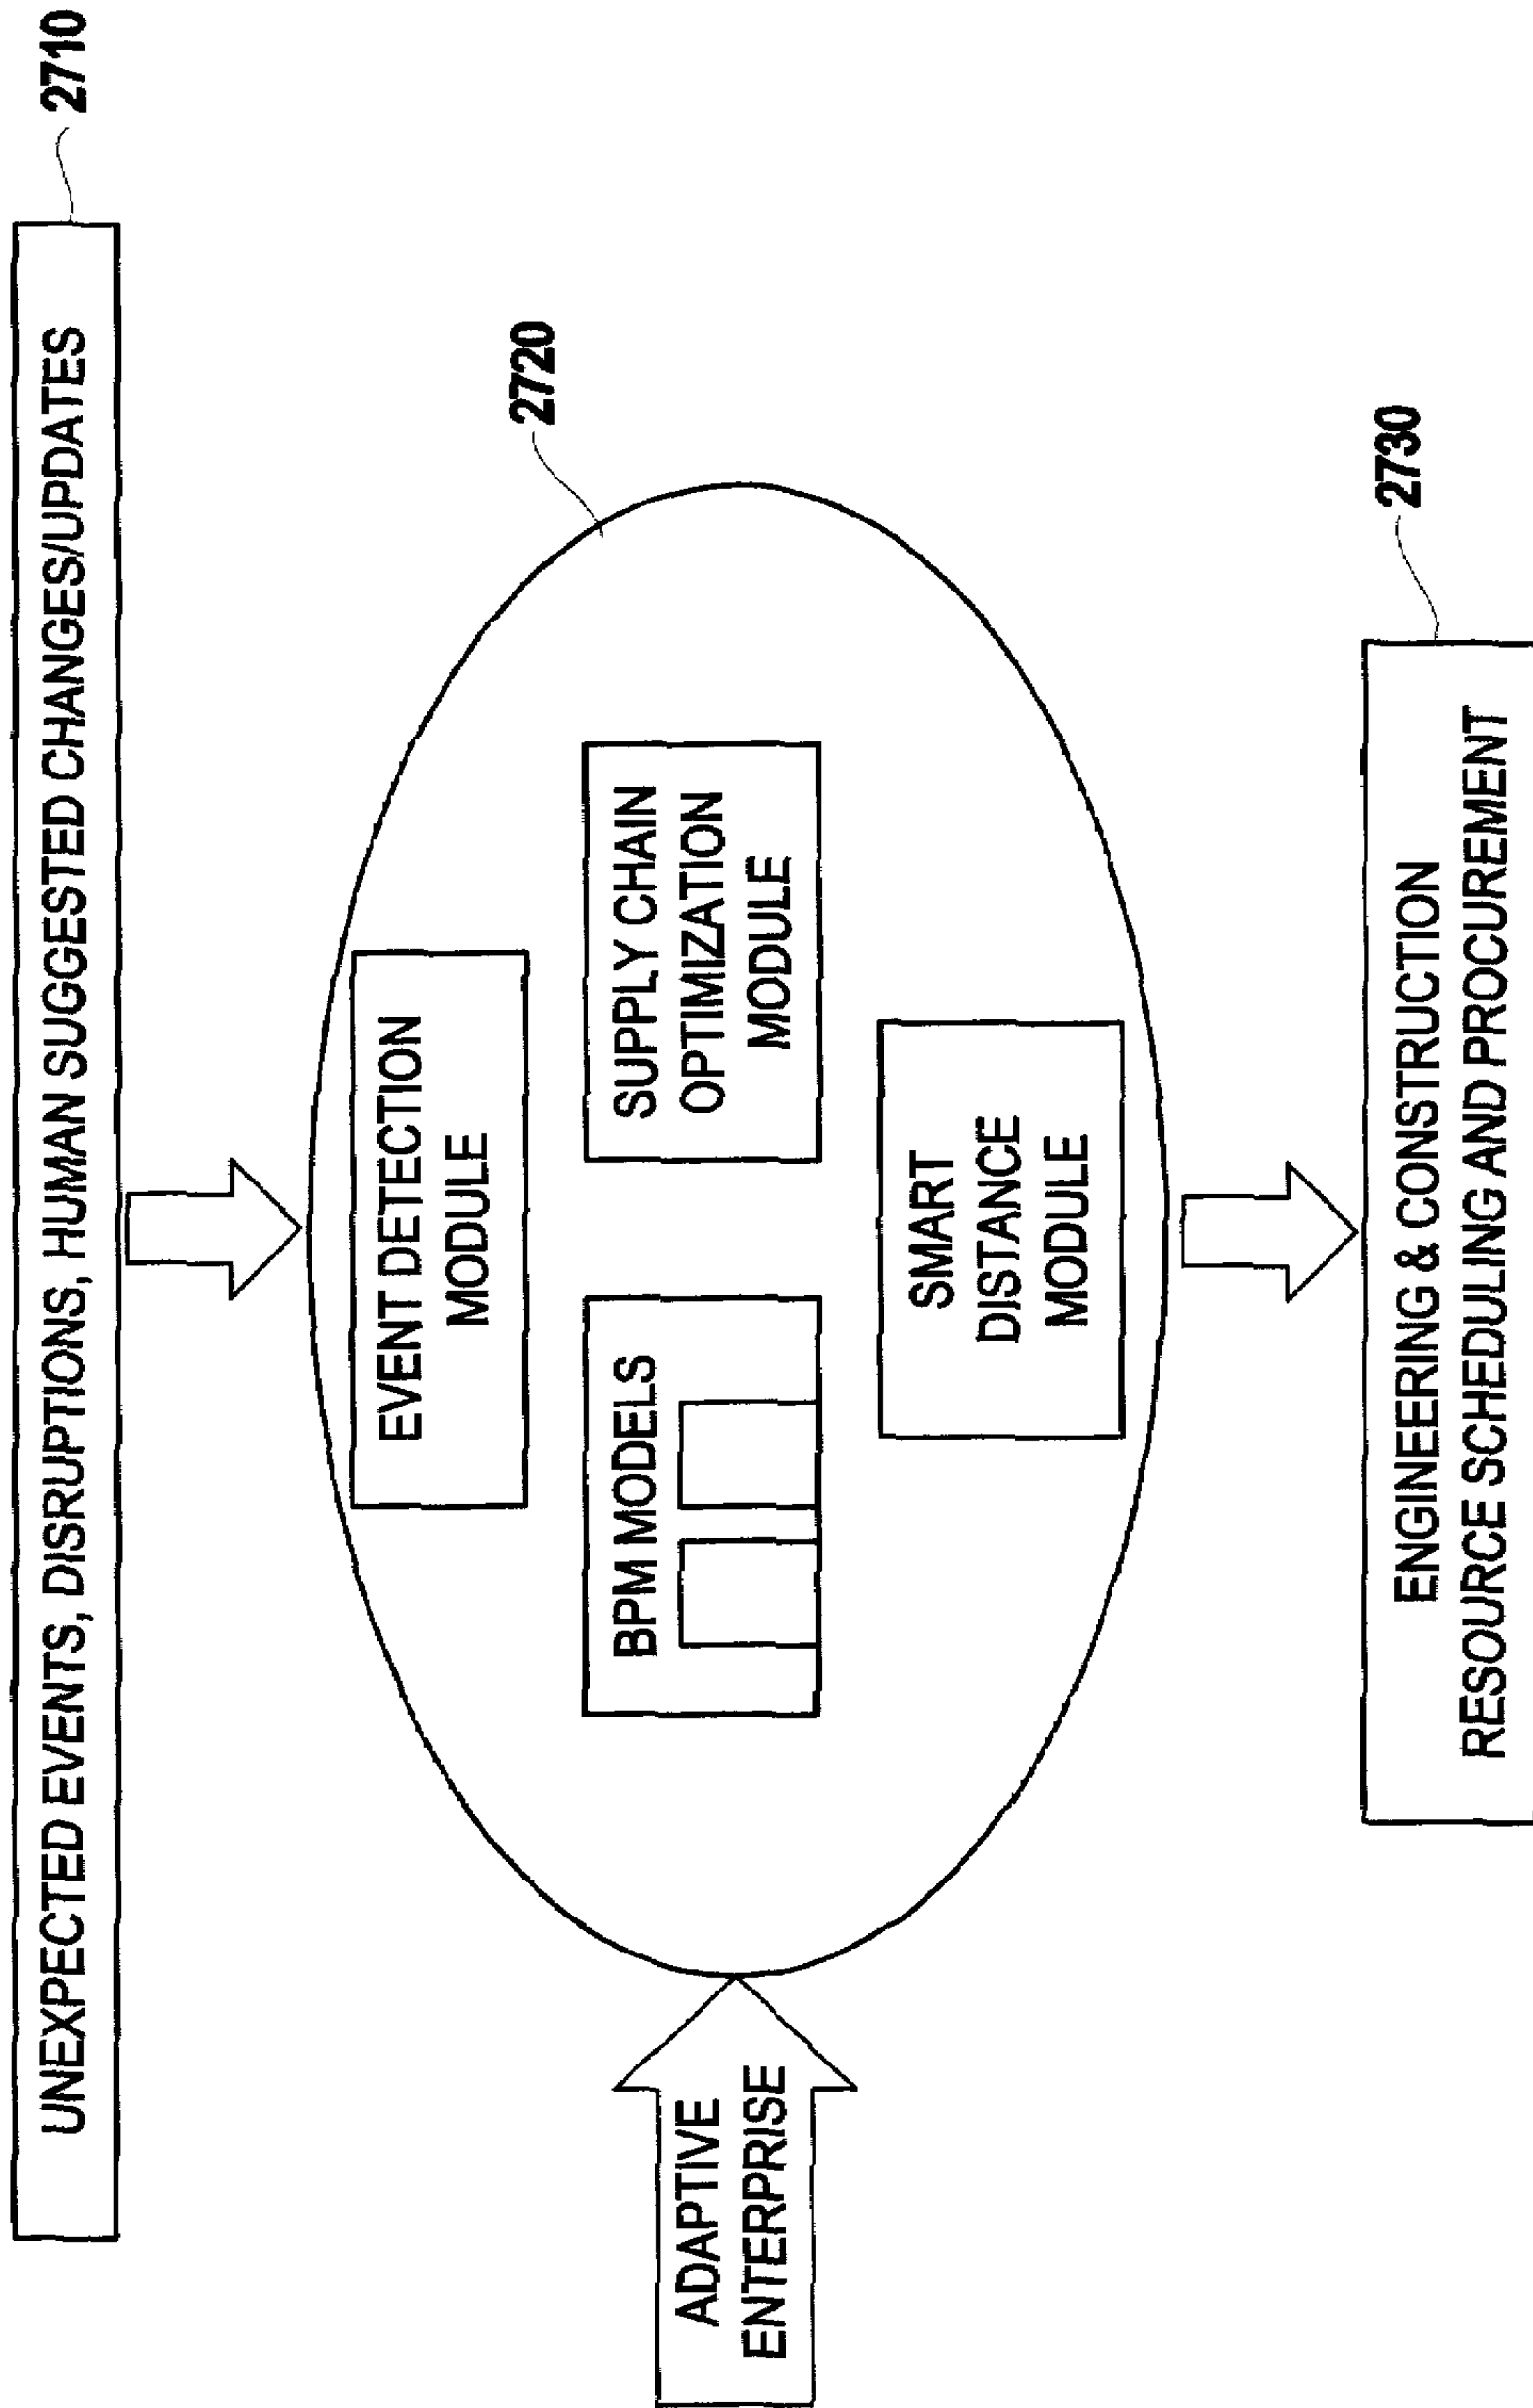 UNEXPECTED EVENTS, DISRUPTIONS, HUMAN SUGGESTED CHANGES/UPDATES
2710
2720
EVENT DETECTION
MODULE
ADAPTIVE
ENTERPRISE
BPM MODELS
SUPPLY CHAIN
OPTIMIZATION
MODULE
SMART
DISTANCE
MODULE
2730
ENGINEERING & CONSTRUCTION
RESOURCE SCHEDULING AND PROCUREMENT